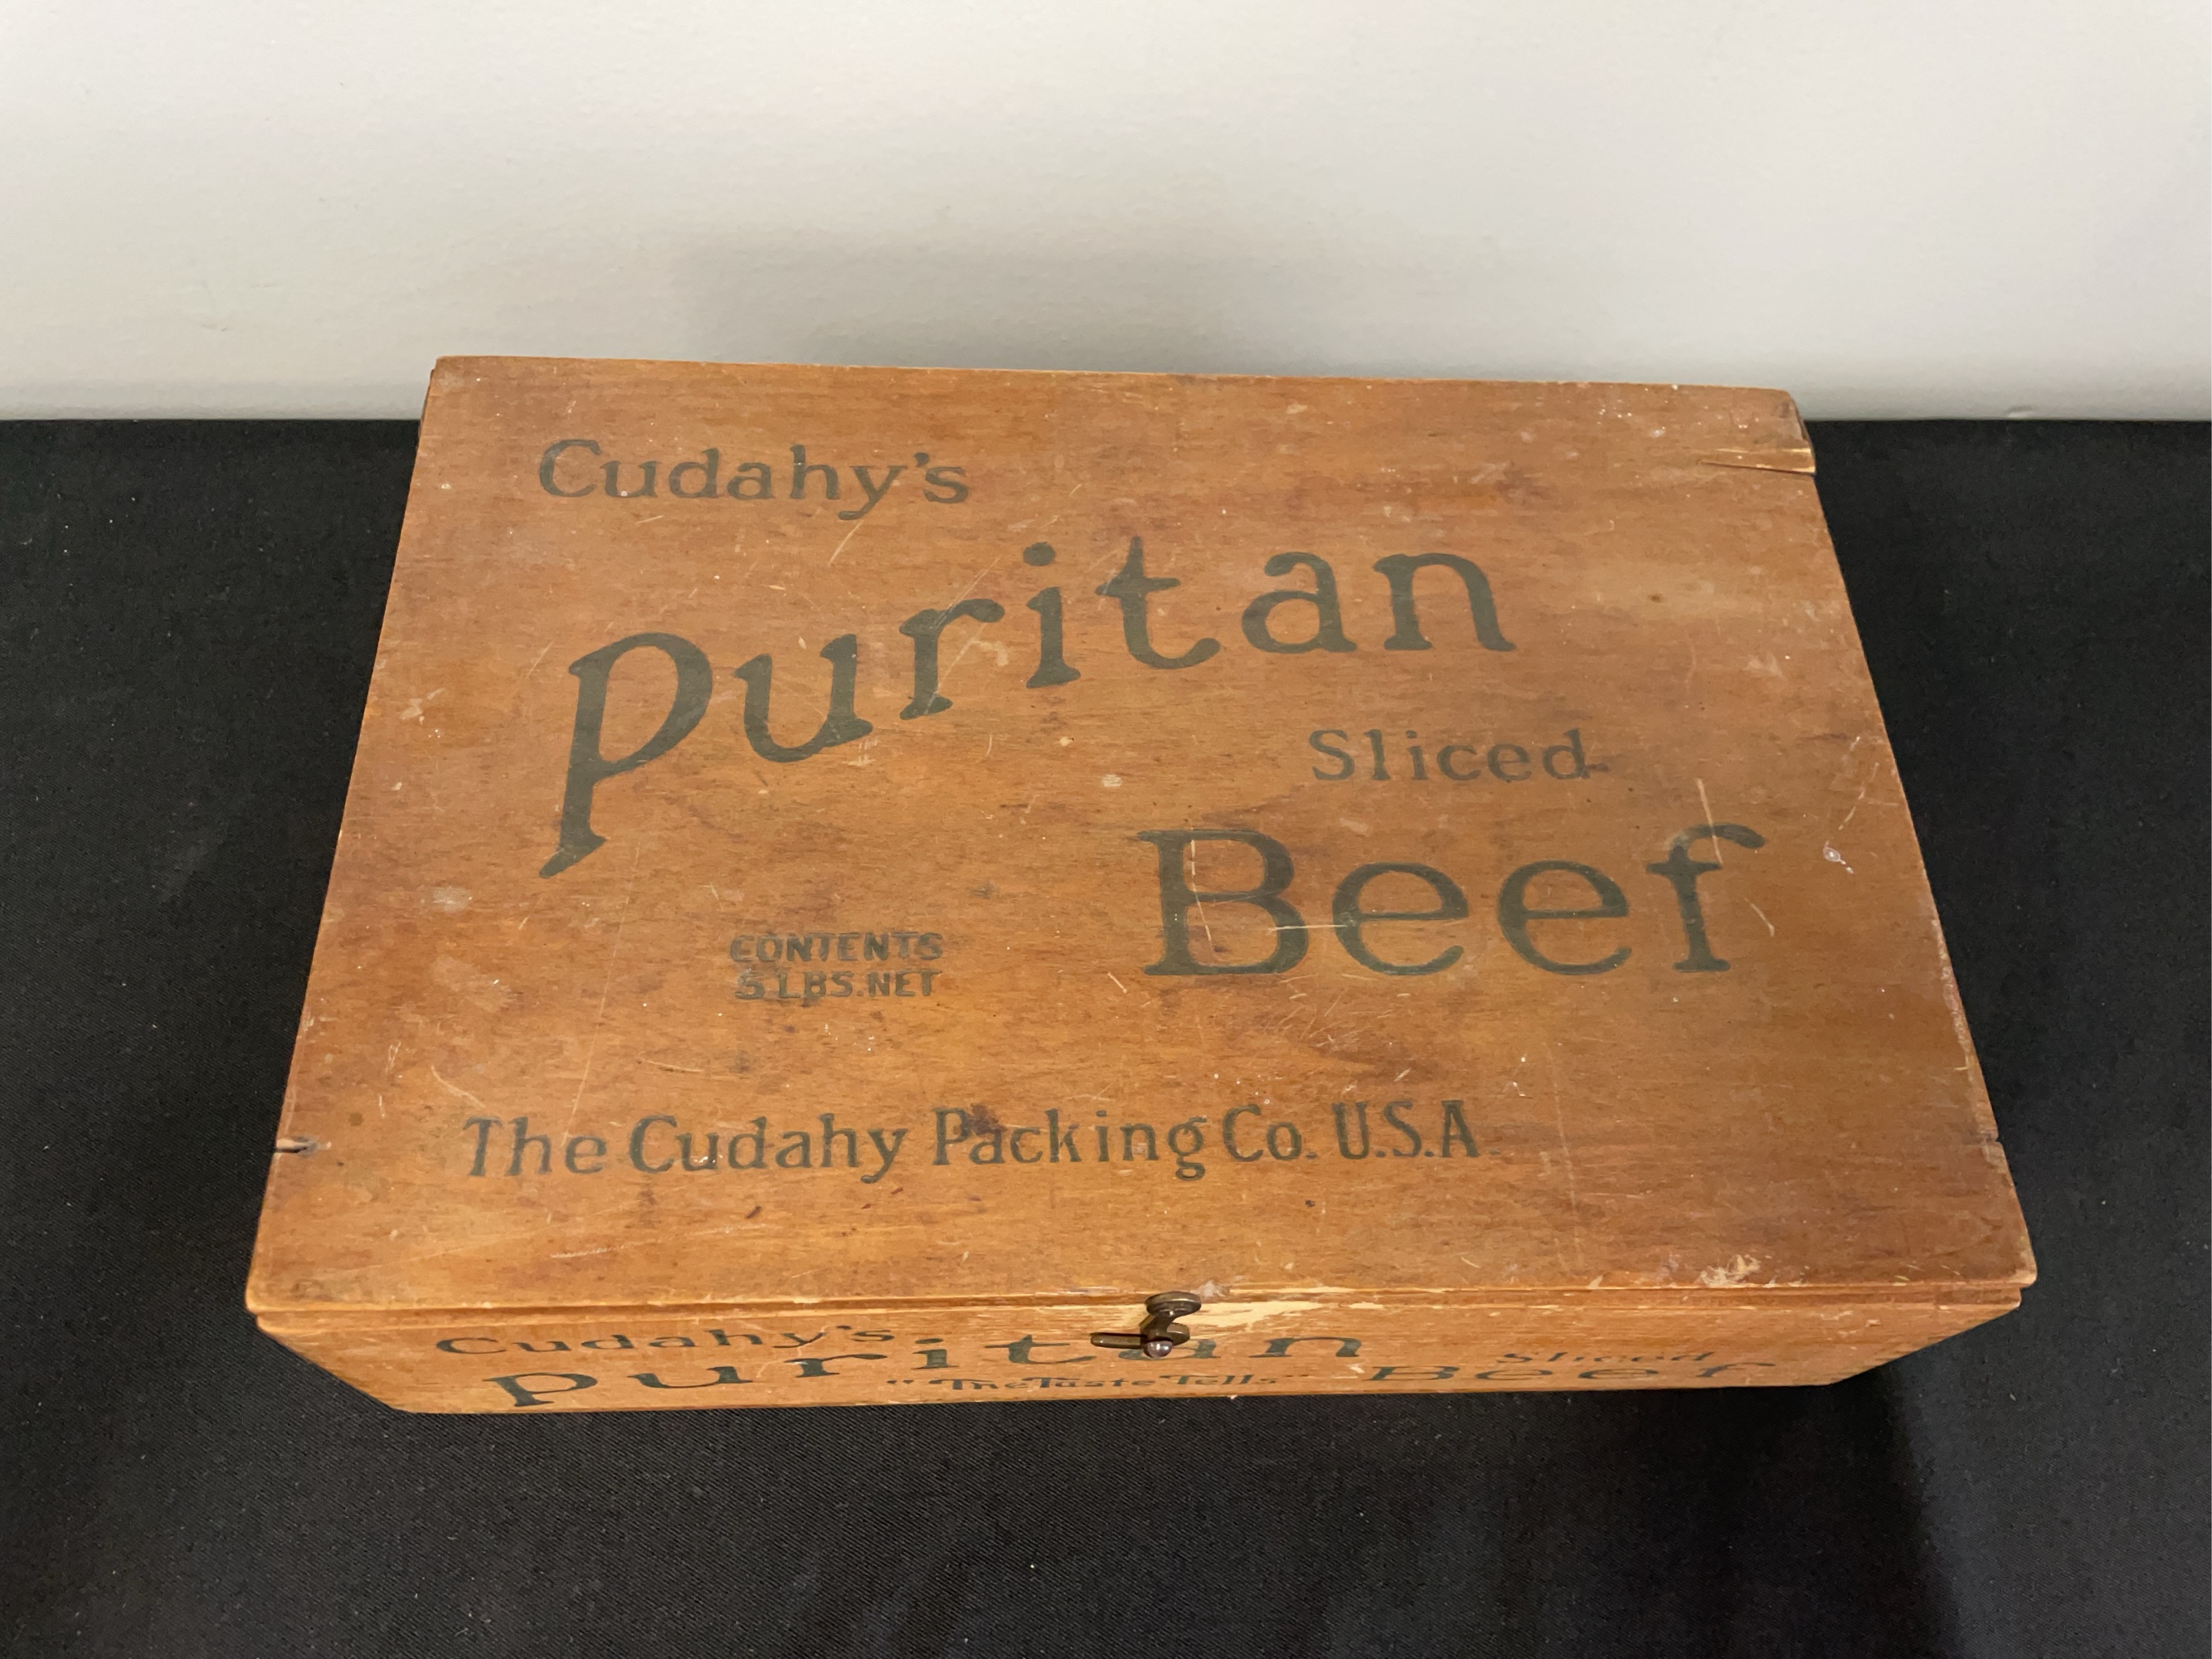 Cudahy's
Puritan
Sliced
Beef
CONTENTS
5 LBS. NET
The Cudahy Packing Co. U.S.A.
Cudahy's
Puritan
Sliced
"The Taste Tells"
Beef